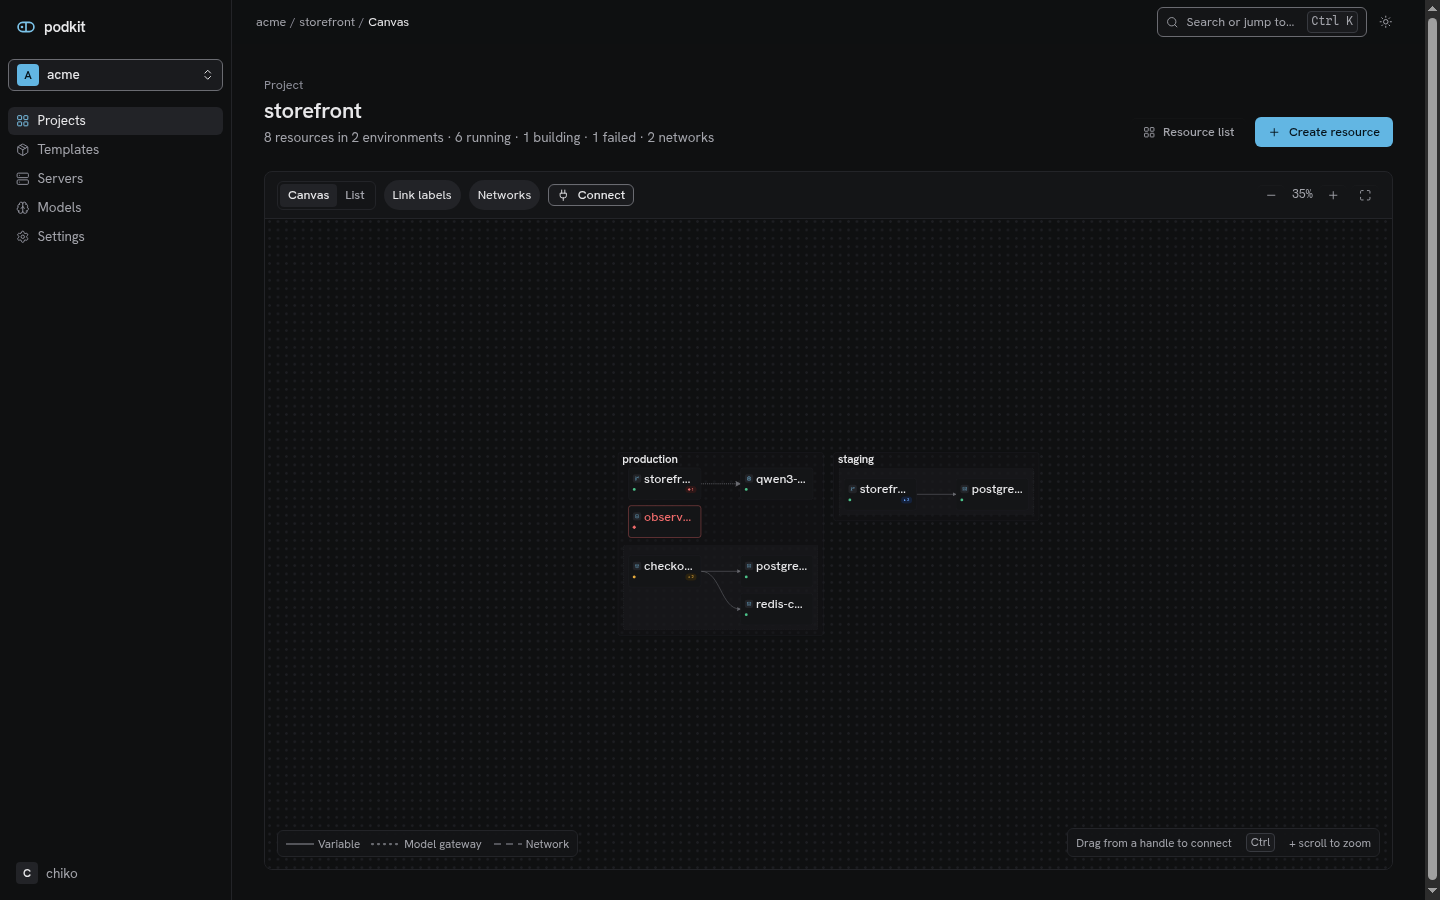 podkit
A acme
Projects
Templates
Servers
Models
Settings
C chiko
acme / storefront / Canvas
Search or jump to... Ctrl K
Project
storefront
8 resources in 2 environments · 6 running · 1 building · 1 failed · 2 networks
Resource list
+ Create resource
Canvas List Link labels Networks Connect
− 35% +
production
storefr... qwen3-...
observ...
checko... postgre...
redis-c...
staging
storefr... postgre...
Variable Model gateway Network
Drag from a handle to connect Ctrl + scroll to zoom